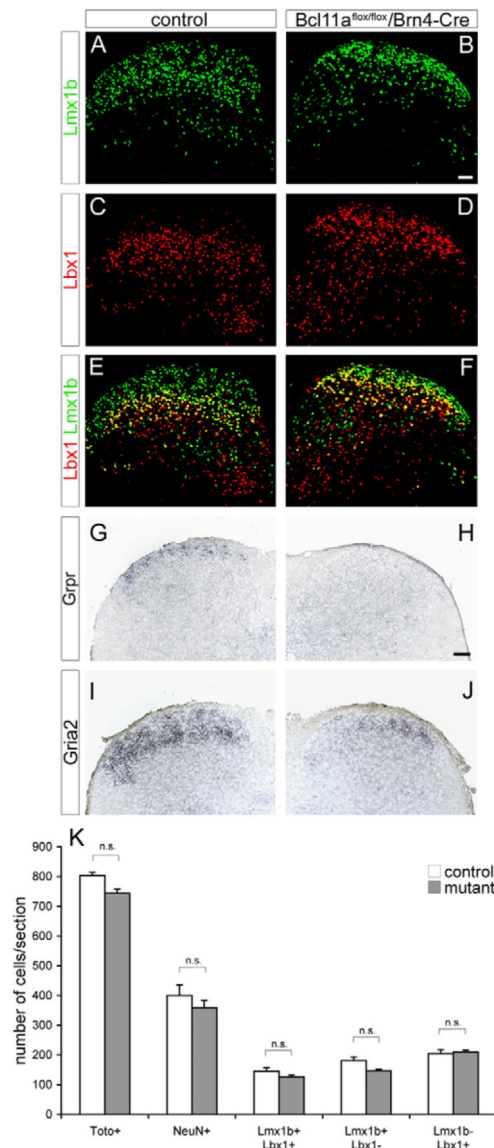 control
Bcl11aflox/flox/Brn4-Cre
Lmx1b
A
B
Lbx1
C
D
Lbx1 Lmx1b
E
F
Grpr
G
H
Gria2
I
J
K
number of cells/section
900
800
700
600
500
400
300
200
100
0
n.s.
n.s.
n.s.
n.s.
n.s.
control
mutant
Toto+
NeuN+
Lmx1b+
Lbx1+
Lmx1b+
Lbx1-
Lmx1b-
Lbx1+